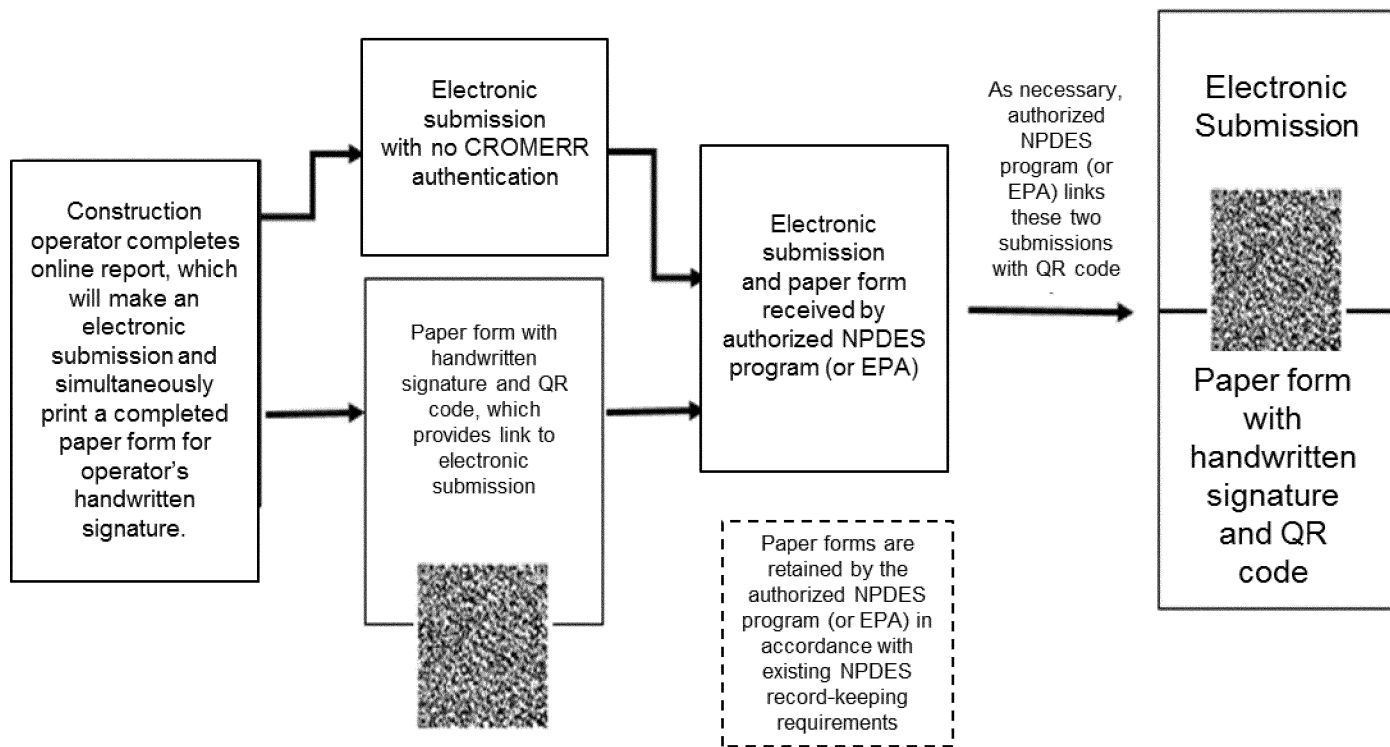 Construction
operator completes
online report, which
will make an
electronic
submission and
simultaneously
print a completed
paper form for
operator’s
handwritten
signature.
Electronic
submission
with no CROMERR
authentication
Paper form with
handwritten
signature and QR
code, which
provides link to
electronic
submission
Electronic
submission
and paper form
received by
authorized NPDES
program (or EPA)
Paper forms are
retained by the
authorized NPDES
program (or EPA) in
accordance with
existing NPDES
record-keeping
requirements
As necessary,
authorized
NPDES
program (or
EPA) links
these two
submissions
with QR code
.
Electronic
Submission
Paper form
with
handwritten
signature
and QR
code